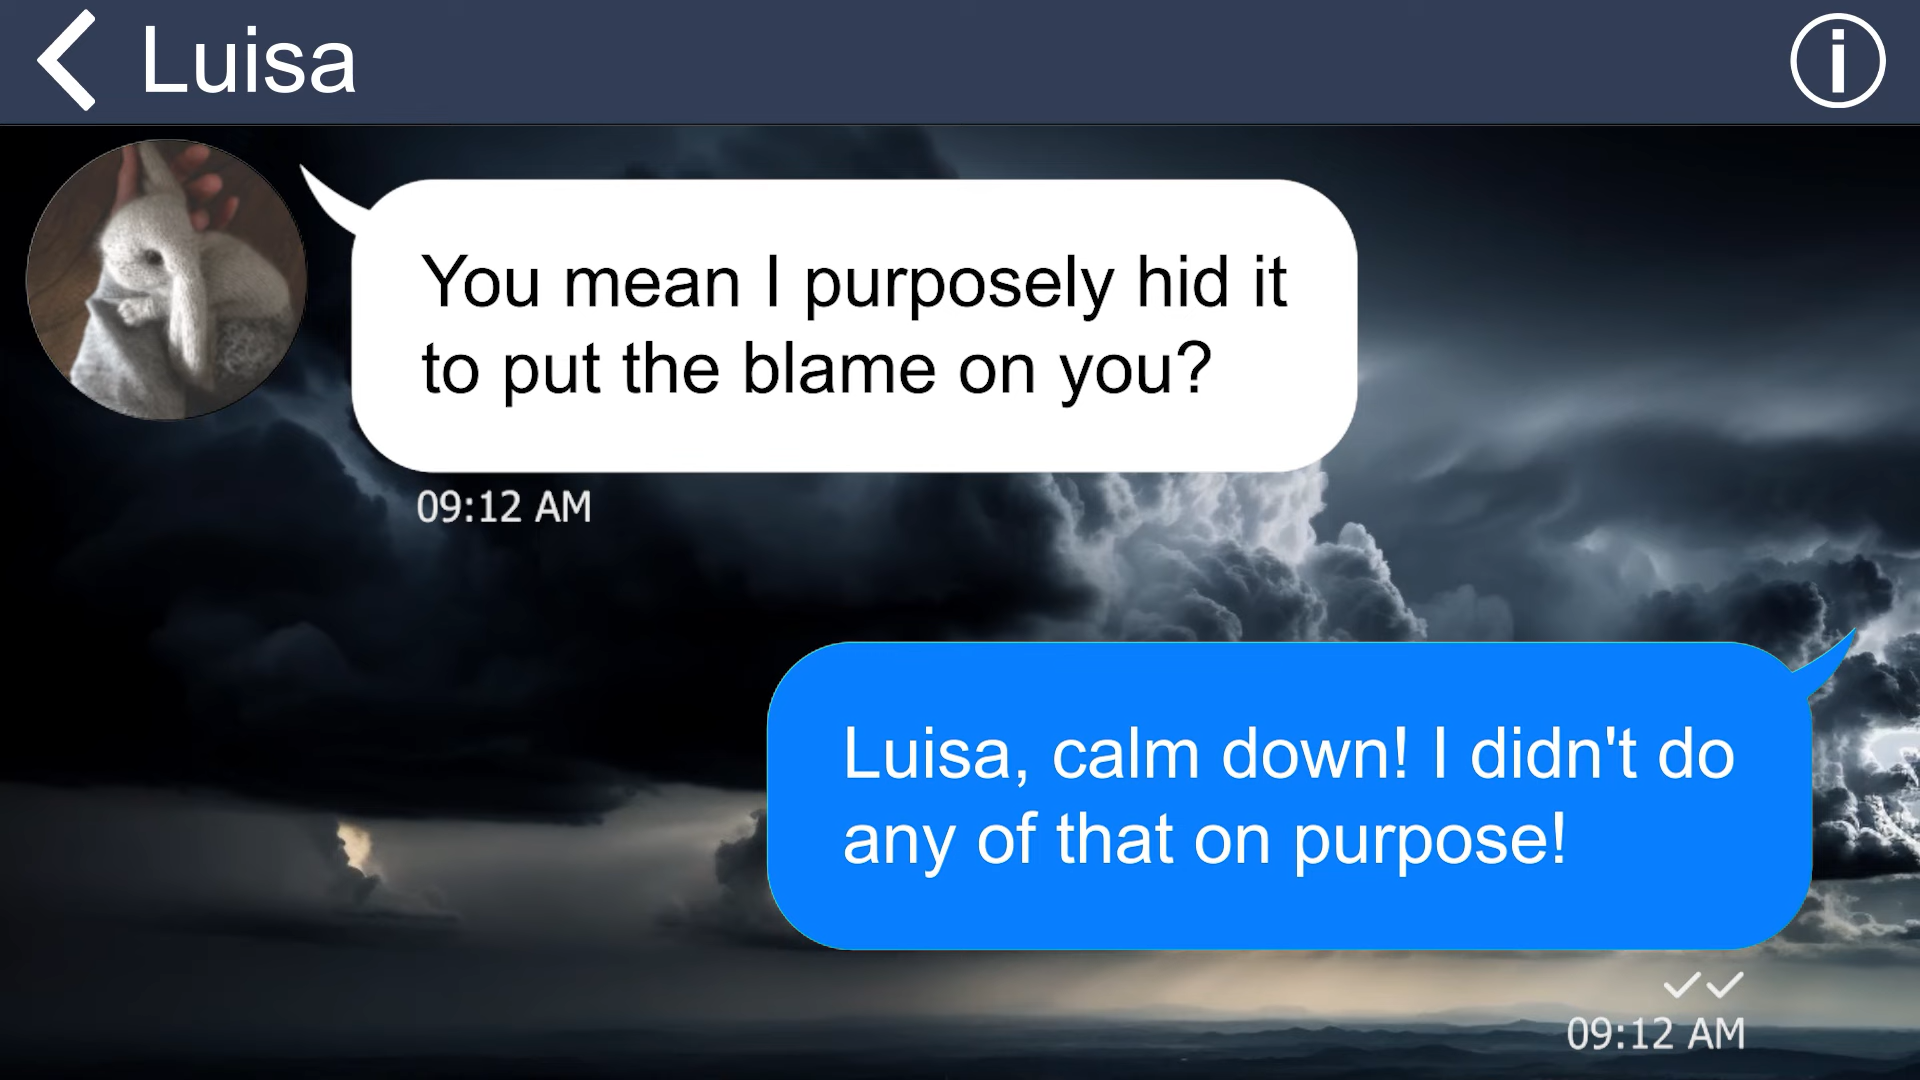 Luisa
You mean I purposely hid it
to put the blame on you?
09:12 AM
Luisa, calm down! I didn't do
any of that on purpose!
09:12 AM